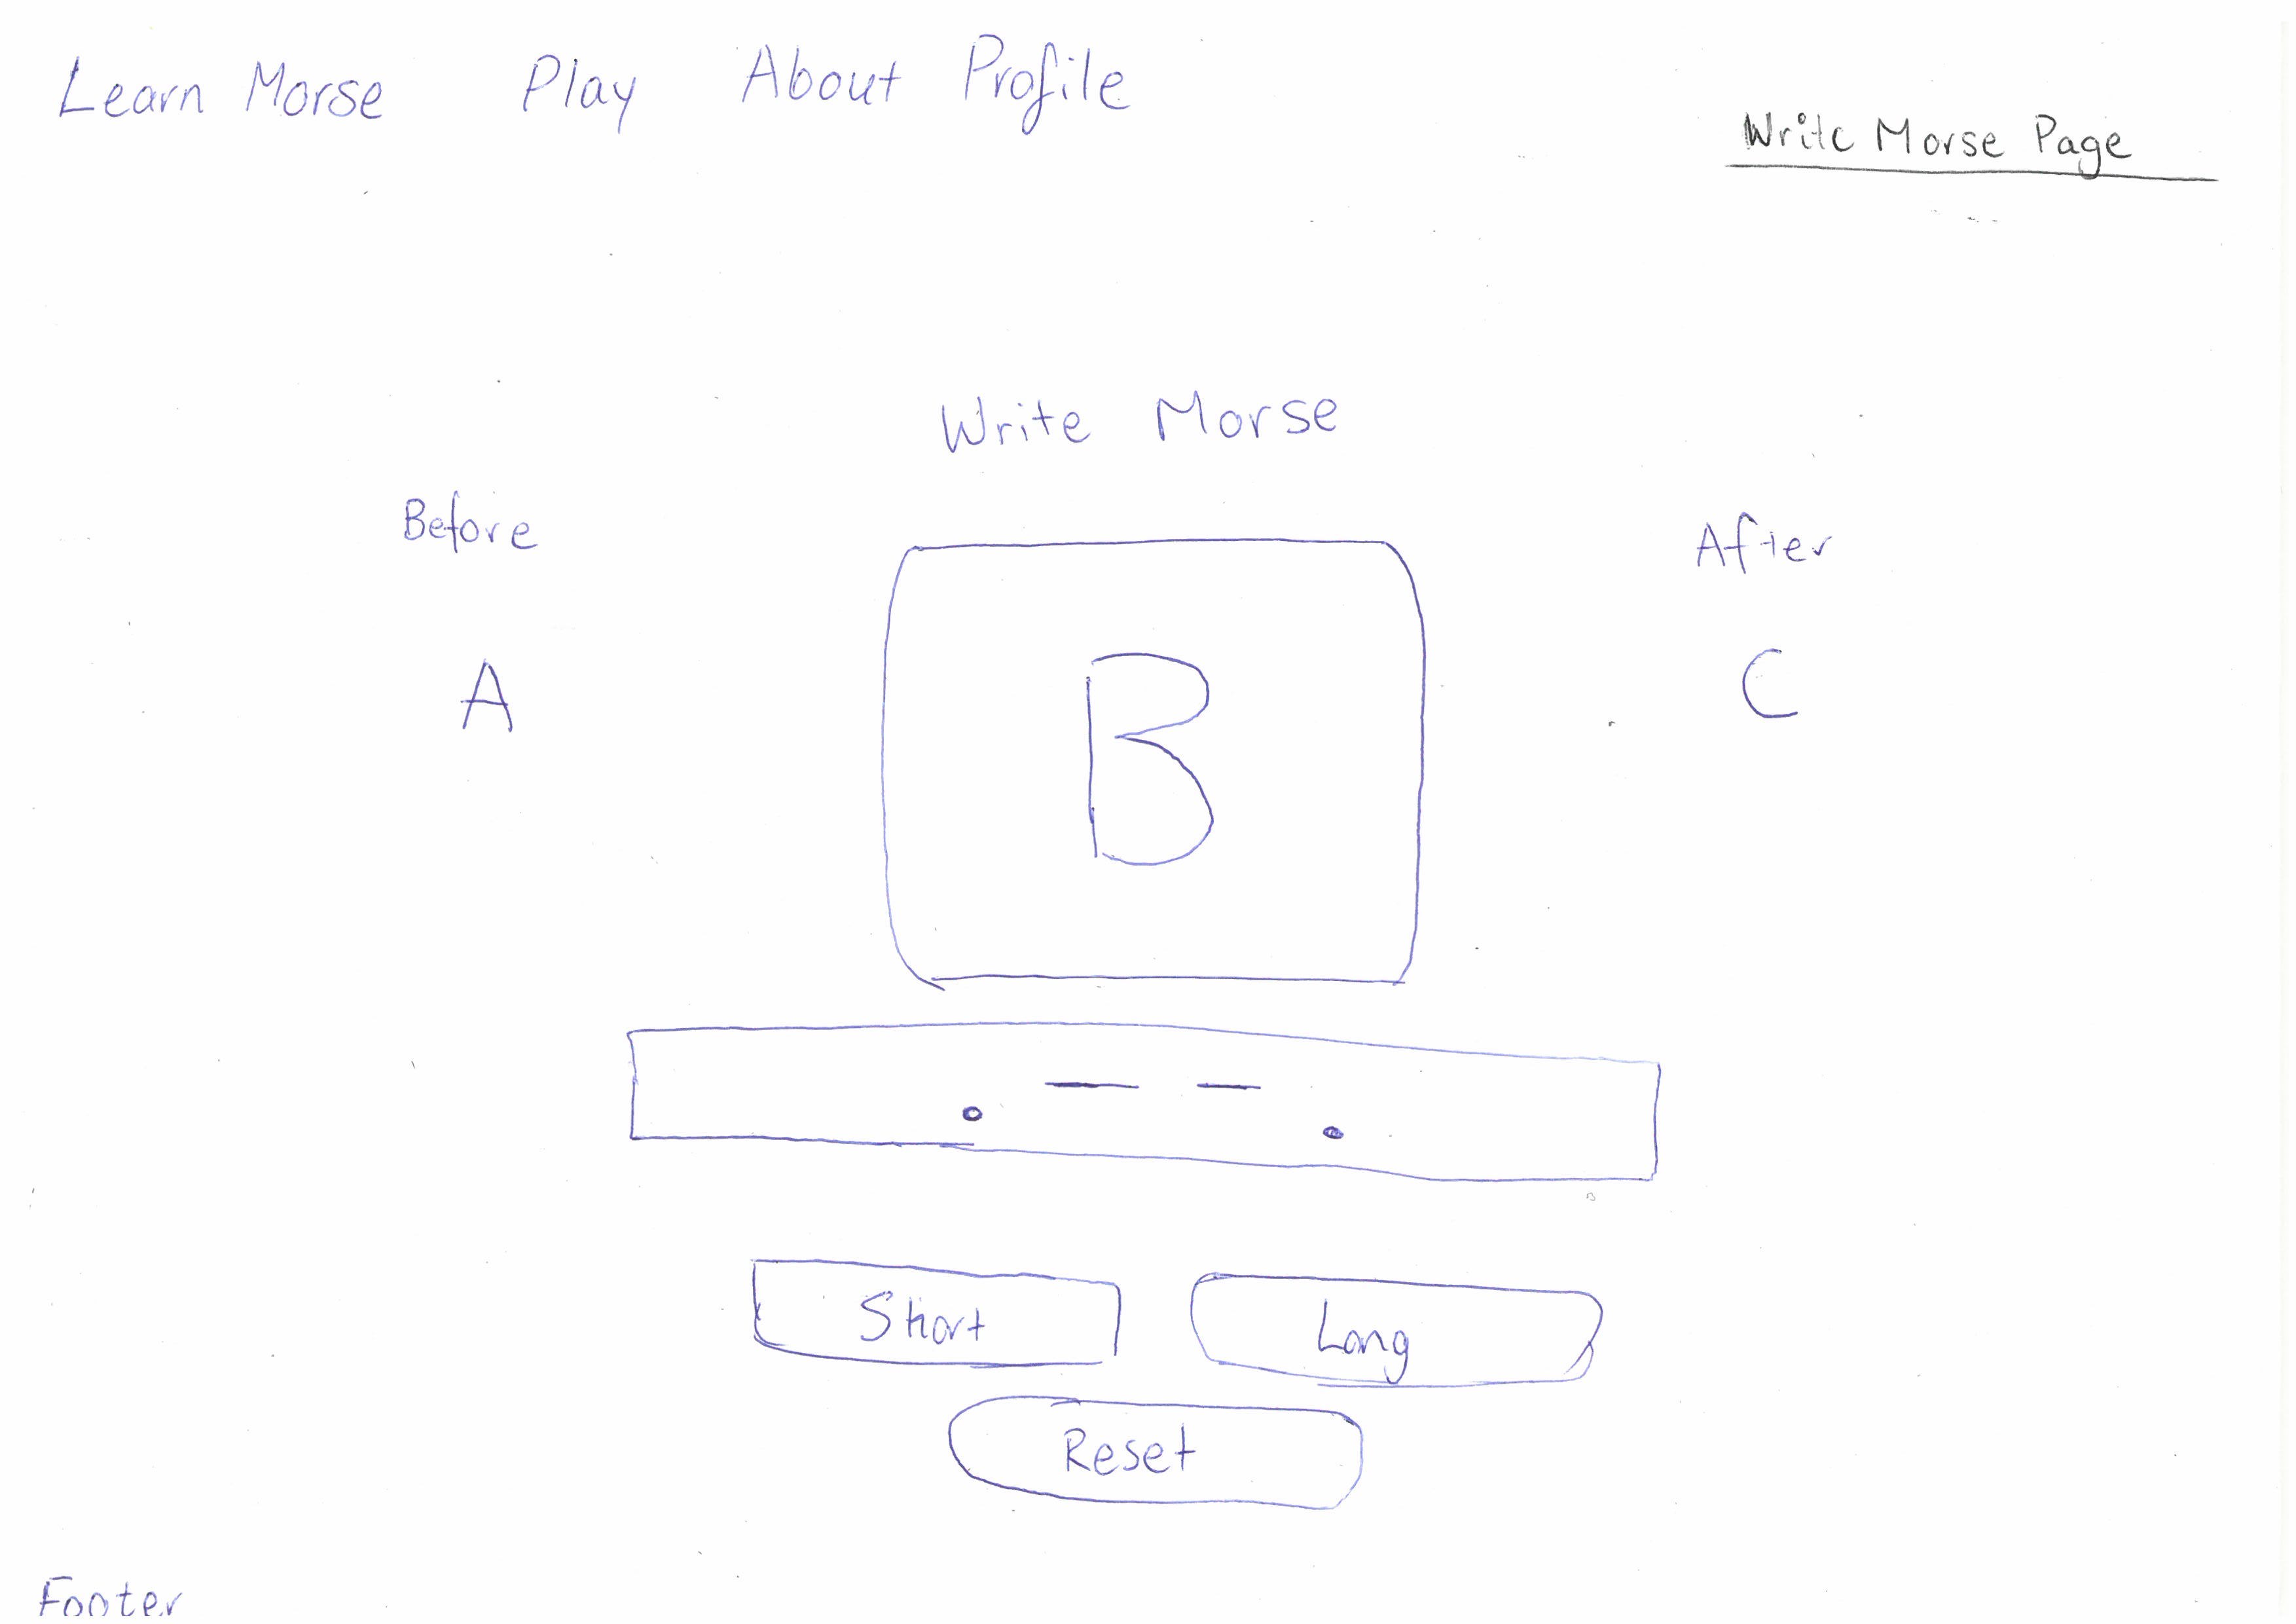 Learn Morse Play About Profile
Write Morse Page
Write Morse
Before
After
A
B
C
. — — .
Short
Long
Reset
Footer